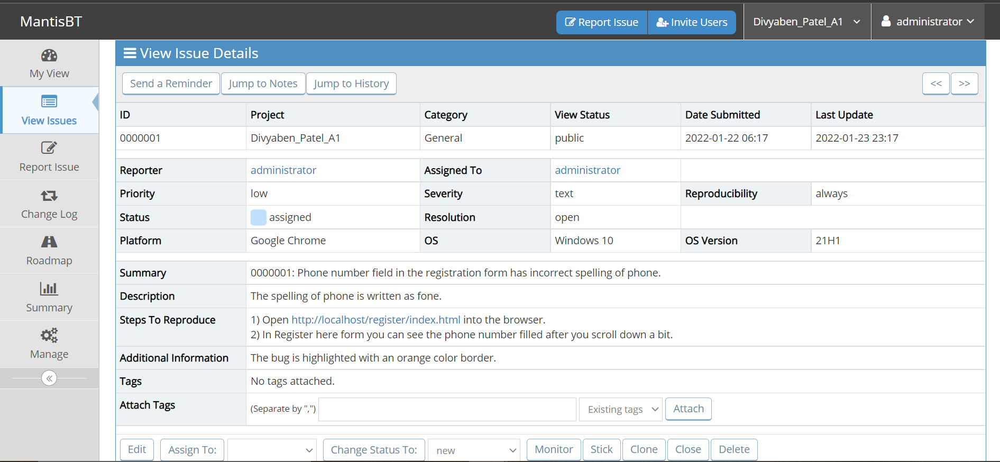 MantisBT
Report Issue
Invite Users
Divyaben_Patel_A1
administrator
My View
View Issues
Report Issue
Change Log
Roadmap
Summary
Manage
View Issue Details
Send a Reminder Jump to Notes Jump to History << >>
ID Project Category View Status Date Submitted Last Update
0000001 Divyaben_Patel_A1 General public 2022-01-22 06:17 2022-01-23 23:17
Reporter administrator Assigned To administrator
Priority low Severity text Reproducibility always
Status assigned Resolution open
Platform Google Chrome OS Windows 10 OS Version 21H1
Summary 0000001: Phone number field in the registration form has incorrect spelling of phone.
Description The spelling of phone is written as fone.
Steps To Reproduce 1) Open http://localhost/register/index.html into the browser.
2) In Register here form you can see the phone number filled after you scroll down a bit.
Additional Information The bug is highlighted with an orange color border.
Tags No tags attached.
Attach Tags (Separate by ",") Existing tags Attach
Edit Assign To: Change Status To: new Monitor Stick Clone Close Delete